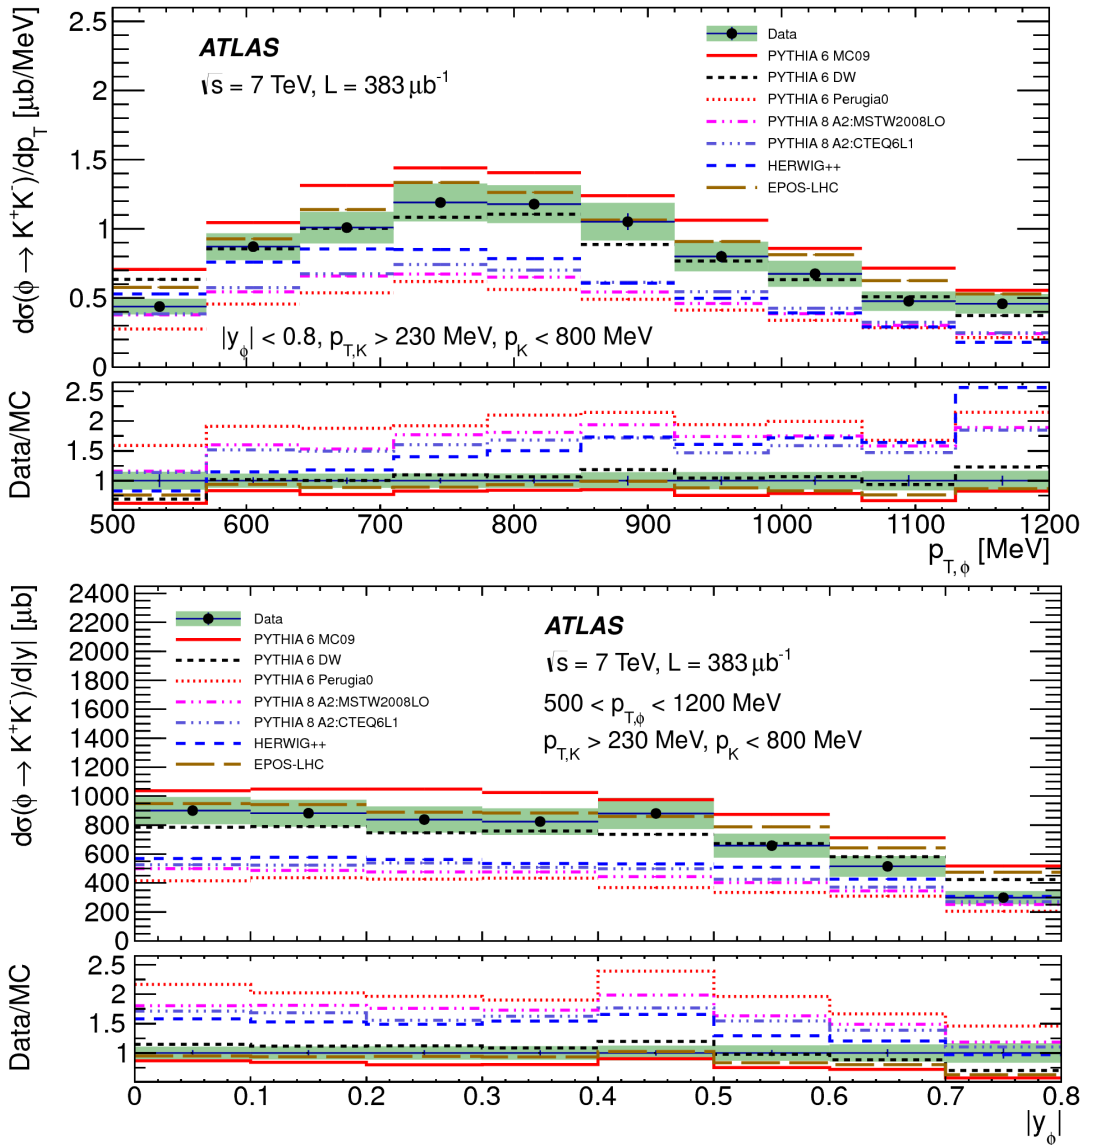 dσ(ϕ → K⁺K⁻)/dp_T [μb/MeV]
2.5
2
1.5
1
0.5
0
ATLAS
√s = 7 TeV, L = 383 μb⁻¹
Data
PYTHIA 6 MC09
PYTHIA 6 DW
PYTHIA 6 Perugia0
PYTHIA 8 A2:MSTW2008LO
PYTHIA 8 A2:CTEQ6L1
HERWIG++
EPOS-LHC
|y_ϕ| < 0.8, p_T,K > 230 MeV, p_K < 800 MeV
Data/MC
2.5
2
1.5
1
500 600 700 800 900 1000 1100 1200
p_T,ϕ [MeV]
dσ(ϕ → K⁺K⁻)/d|y| [μb]
2400
2200
2000
1800
1600
1400
1200
1000
800
600
400
200
0
Data
PYTHIA 6 MC09
PYTHIA 6 DW
PYTHIA 6 Perugia0
PYTHIA 8 A2:MSTW2008LO
PYTHIA 8 A2:CTEQ6L1
HERWIG++
EPOS-LHC
ATLAS
√s = 7 TeV, L = 383 μb⁻¹
500 < p_T,ϕ < 1200 MeV
p_T,K > 230 MeV, p_K < 800 MeV
Data/MC
2.5
2
1.5
1
0 0.1 0.2 0.3 0.4 0.5 0.6 0.7 0.8
|y_ϕ|